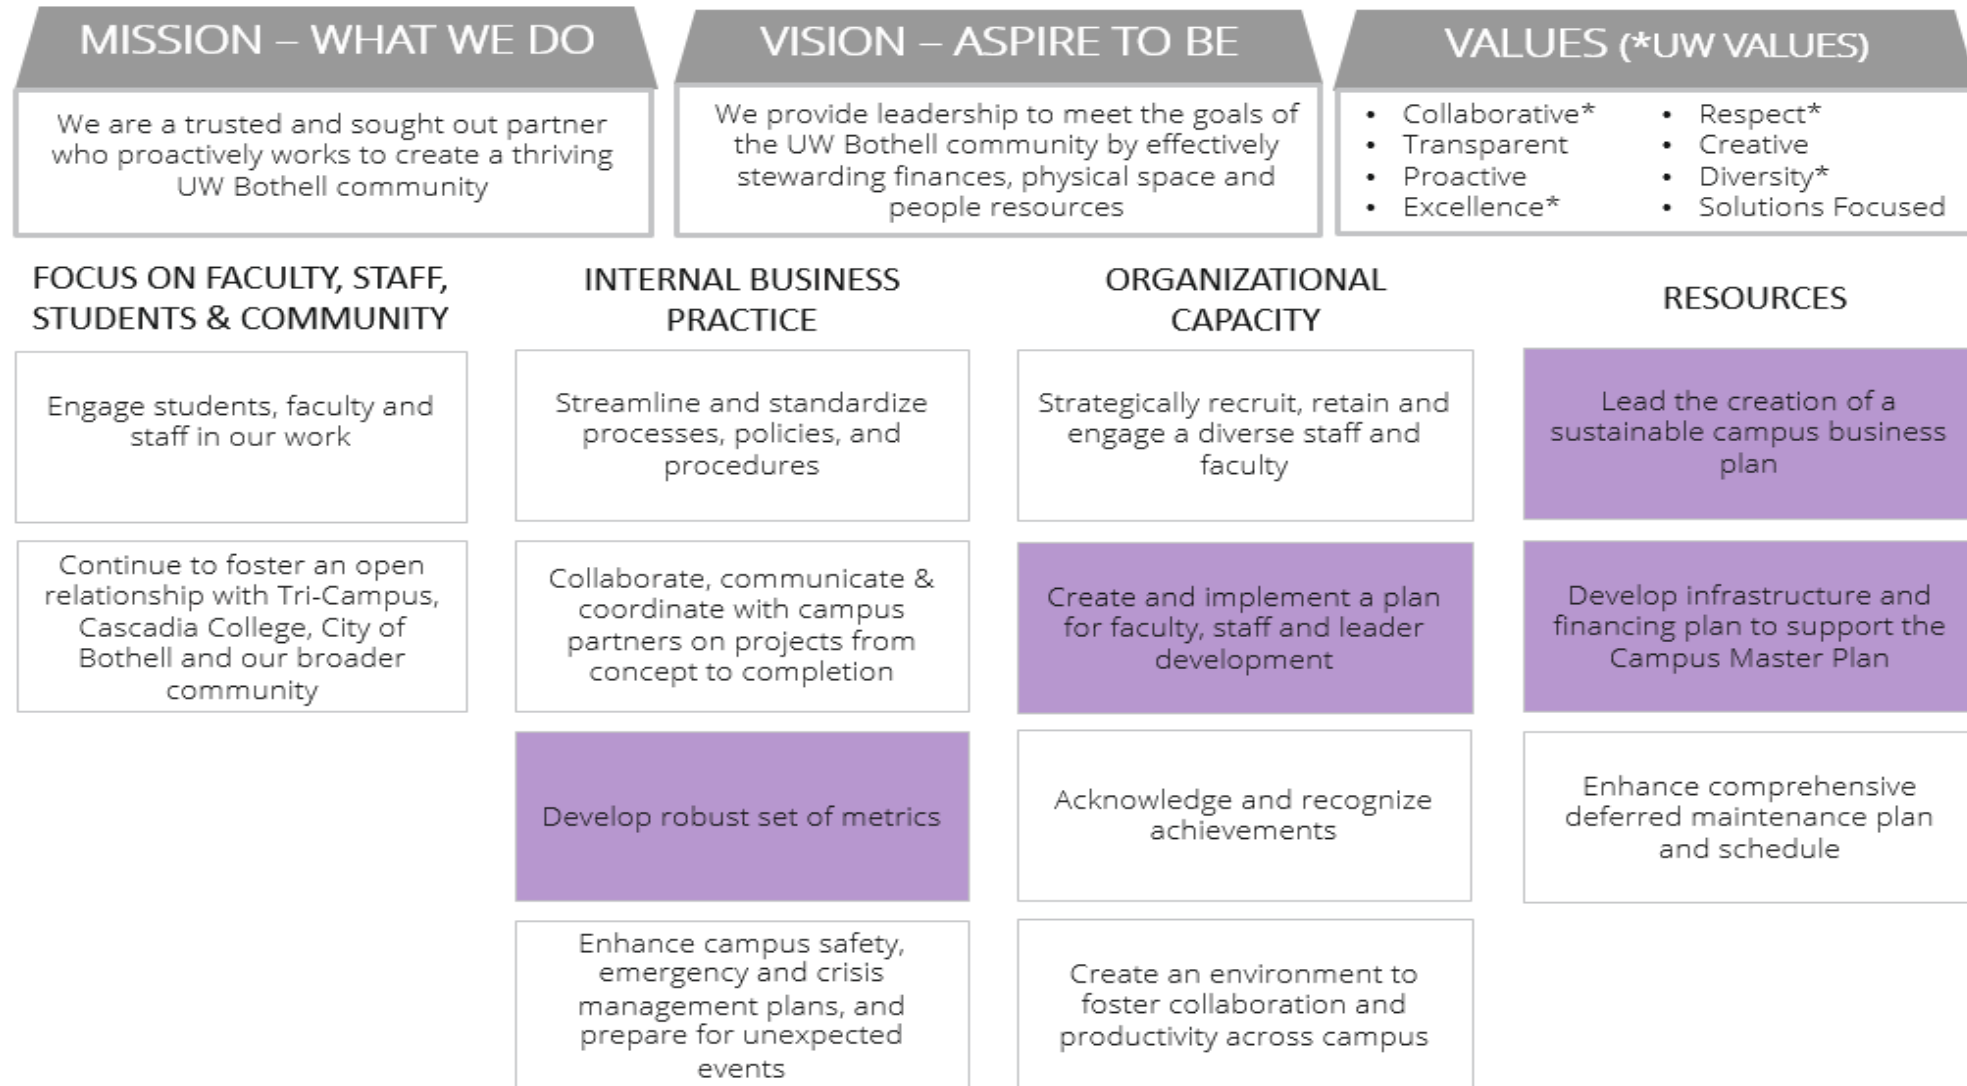 MISSION – WHAT WE DO
We are a trusted and sought out partner
who proactively works to create a thriving
UW Bothell community
VISION – ASPIRE TO BE
We provide leadership to meet the goals of
the UW Bothell community by effectively
stewarding finances, physical space and
people resources
VALUES (*UW VALUES)
• Collaborative*
• Transparent
• Proactive
• Excellence*
• Respect*
• Creative
• Diversity*
• Solutions Focused
FOCUS ON FACULTY, STAFF,
STUDENTS & COMMUNITY
Engage students, faculty and
staff in our work
Continue to foster an open
relationship with Tri-Campus,
Cascadia College, City of
Bothell and our broader
community
INTERNAL BUSINESS
PRACTICE
Streamline and standardize
processes, policies, and
procedures
Collaborate, communicate &
coordinate with campus
partners on projects from
concept to completion
Develop robust set of metrics
Enhance campus safety,
emergency and crisis
management plans, and
prepare for unexpected
events
ORGANIZATIONAL
CAPACITY
Strategically recruit, retain and
engage a diverse staff and
faculty
Create and implement a plan
for faculty, staff and leader
development
Acknowledge and recognize
achievements
Create an environment to
foster collaboration and
productivity across campus
RESOURCES
Lead the creation of a
sustainable campus business
plan
Develop infrastructure and
financing plan to support the
Campus Master Plan
Enhance comprehensive
deferred maintenance plan
and schedule